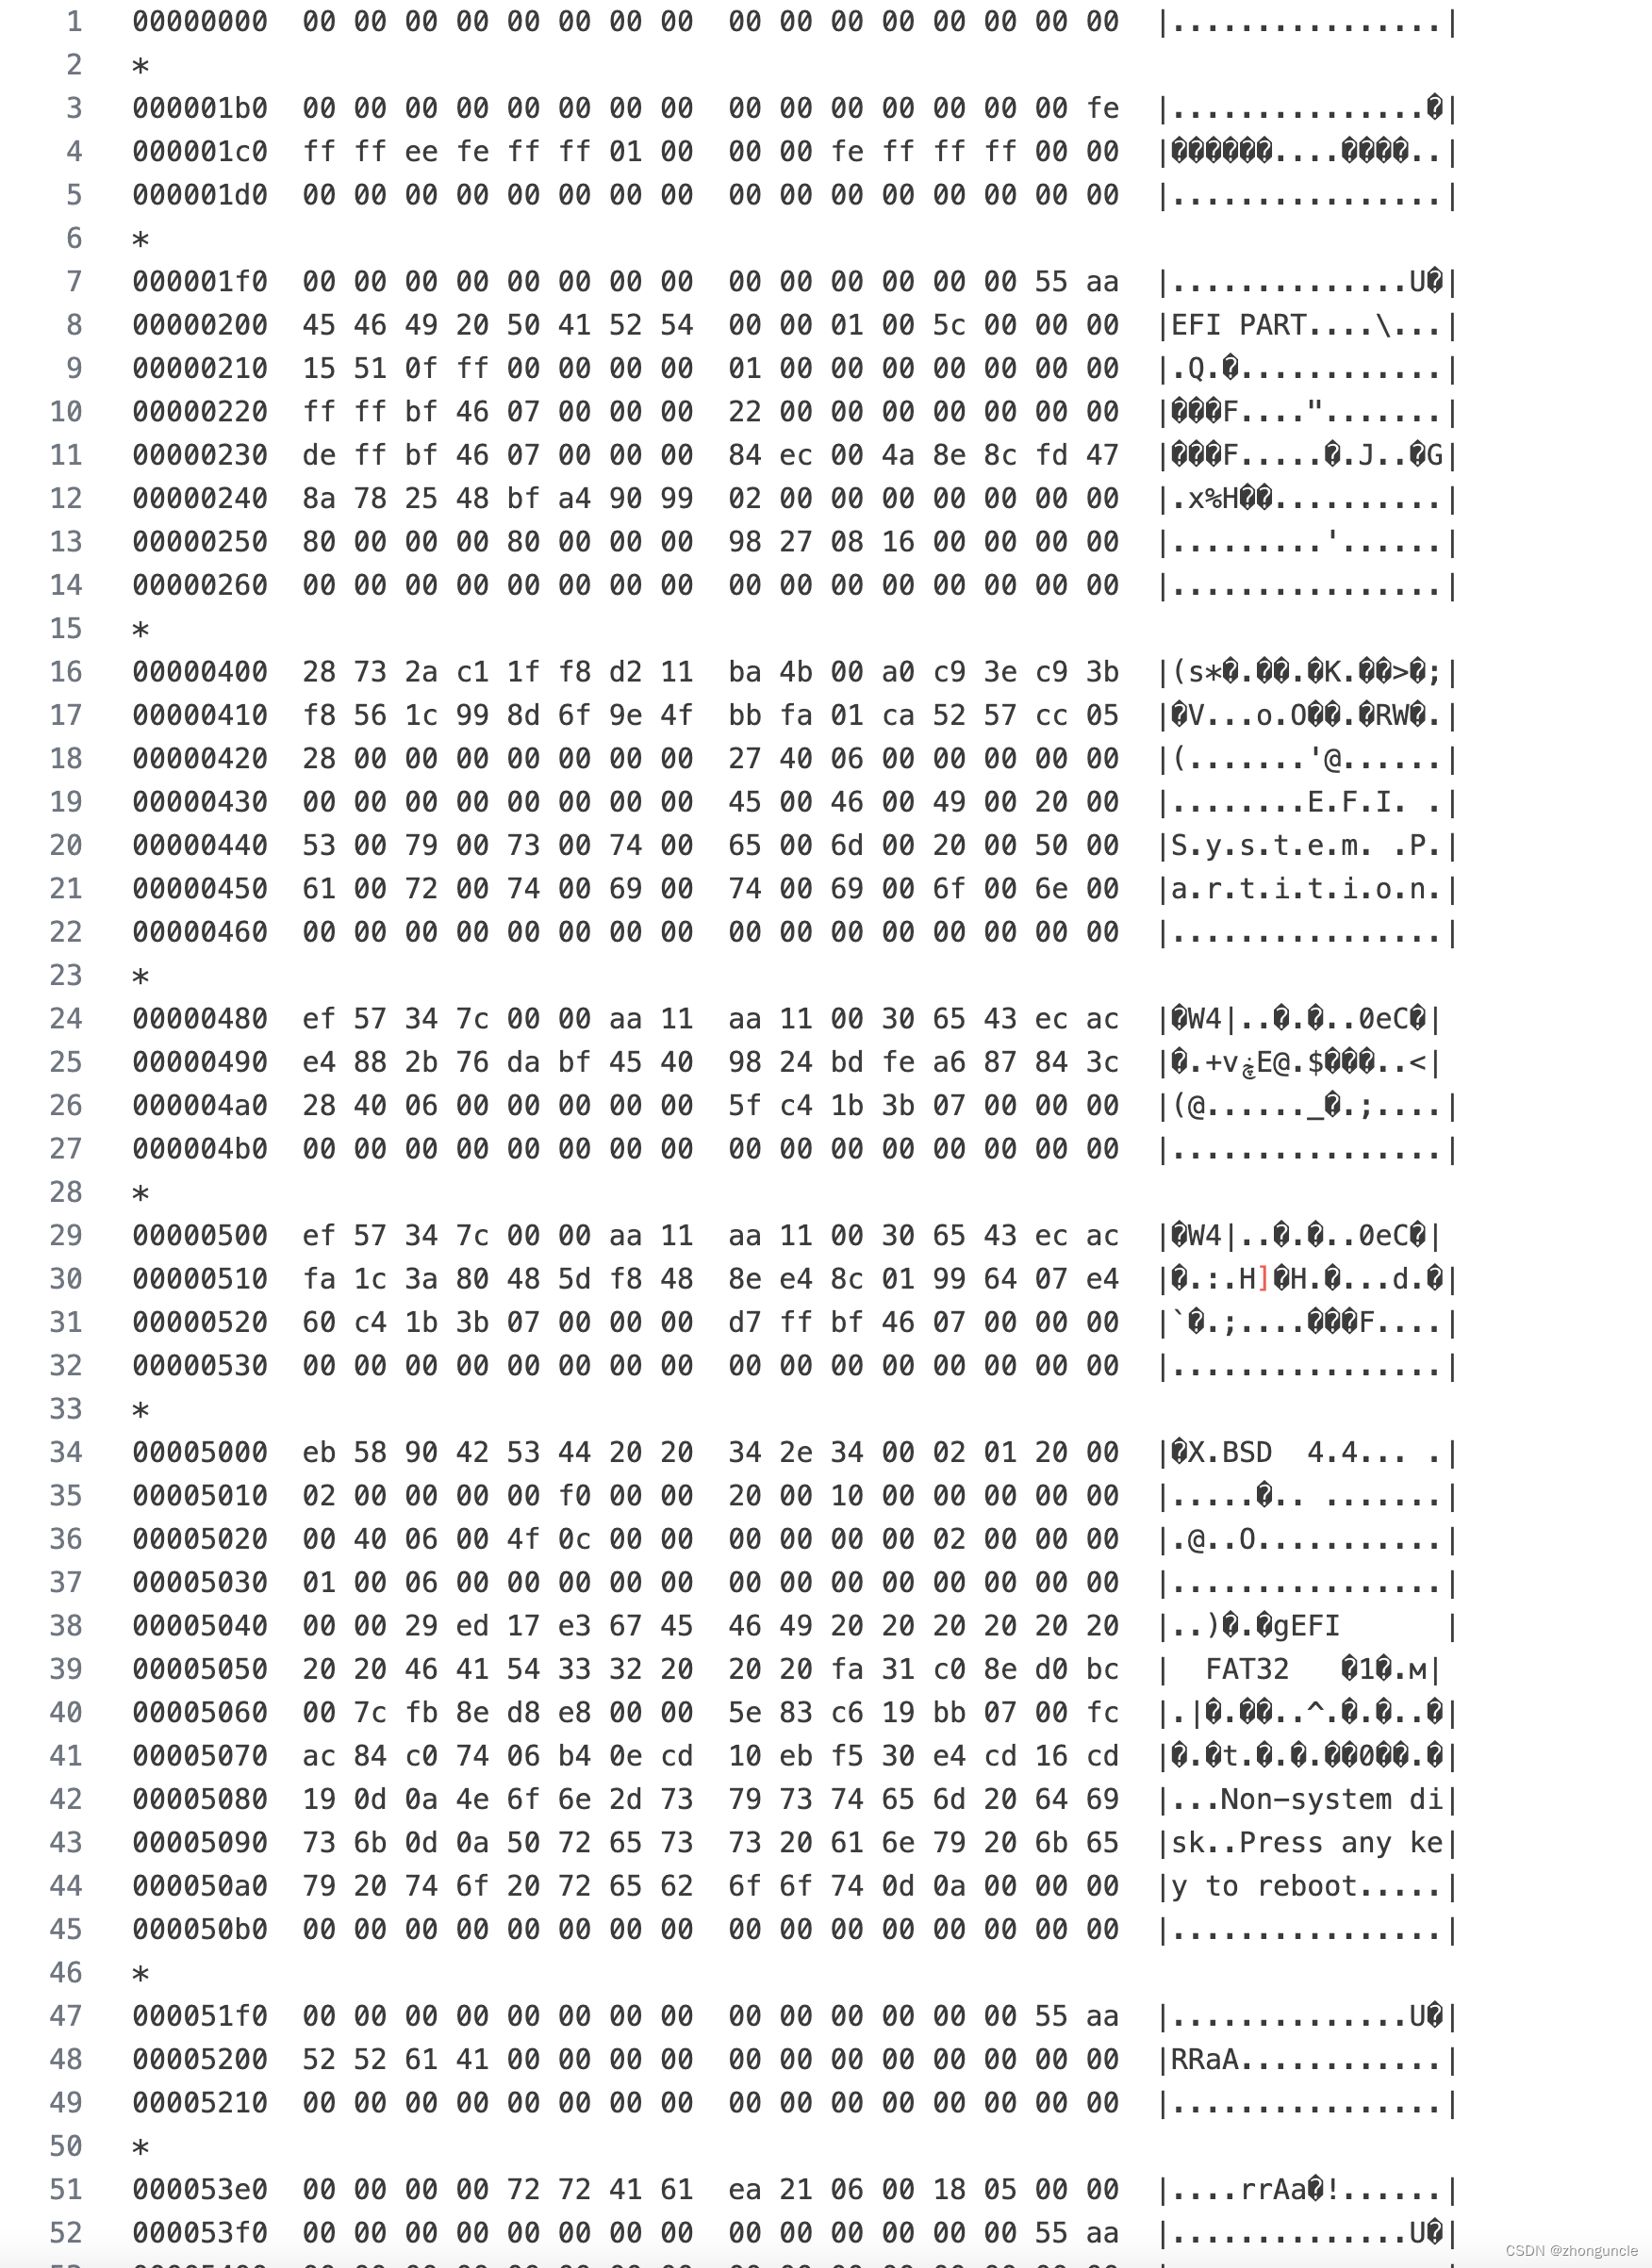 1 00000000 00 00 00 00 00 00 00 00 00 00 00 00 00 00 00 00 |................|
2 *
3 000001b0 00 00 00 00 00 00 00 00 00 00 00 00 00 00 00 fe |...............�|
4 000001c0 ff ff ee fe ff ff 01 00 00 00 fe ff ff ff 00 00 |������....����..|
5 000001d0 00 00 00 00 00 00 00 00 00 00 00 00 00 00 00 00 |................|
6 *
7 000001f0 00 00 00 00 00 00 00 00 00 00 00 00 00 00 55 aa |..............U�|
8 00000200 45 46 49 20 50 41 52 54 00 00 01 00 5c 00 00 00 |EFI PART....\...|
9 00000210 15 51 0f ff 00 00 00 00 01 00 00 00 00 00 00 00 |.Q.�............|
10 00000220 ff ff bf 46 07 00 00 00 22 00 00 00 00 00 00 00 |���F....".......|
11 00000230 de ff bf 46 07 00 00 00 84 ec 00 4a 8e 8c fd 47 |���F.....�.J..�G|
12 00000240 8a 78 25 48 bf a4 90 99 02 00 00 00 00 00 00 00 |.x%H��..........|
13 00000250 80 00 00 00 80 00 00 00 98 27 08 16 00 00 00 00 |.........'......|
14 00000260 00 00 00 00 00 00 00 00 00 00 00 00 00 00 00 00 |................|
15 *
16 00000400 28 73 2a c1 1f f8 d2 11 ba 4b 00 a0 c9 3e c9 3b |(s*�.��.�K.��>�;|
17 00000410 f8 56 1c 99 8d 6f 9e 4f bb fa 01 ca 52 57 cc 05 |�V...o.O��.�RW�.|
18 00000420 28 00 00 00 00 00 00 00 27 40 06 00 00 00 00 00 |(.......'@......|
19 00000430 00 00 00 00 00 00 00 00 45 00 46 00 49 00 20 00 |........E.F.I. .|
20 00000440 53 00 79 00 73 00 74 00 65 00 6d 00 20 00 50 00 |S.y.s.t.e.m. .P.|
21 00000450 61 00 72 00 74 00 69 00 74 00 69 00 6f 00 6e 00 |a.r.t.i.t.i.o.n.|
22 00000460 00 00 00 00 00 00 00 00 00 00 00 00 00 00 00 00 |................|
23 *
24 00000480 ef 57 34 7c 00 00 aa 11 aa 11 00 30 65 43 ec ac |�W4|..�.�..0eC�|
25 00000490 e4 88 2b 76 da bf 45 40 98 24 bd fe a6 87 84 3c |�.+vڿE@.$���..<|
26 000004a0 28 40 06 00 00 00 00 00 5f c4 1b 3b 07 00 00 00 |(@......_�.;....|
27 000004b0 00 00 00 00 00 00 00 00 00 00 00 00 00 00 00 00 |................|
28 *
29 00000500 ef 57 34 7c 00 00 aa 11 aa 11 00 30 65 43 ec ac |�W4|..�.�..0eC�|
30 00000510 fa 1c 3a 80 48 5d f8 48 8e e4 8c 01 99 64 07 e4 |�.:.H]�H.�...d.�|
31 00000520 60 c4 1b 3b 07 00 00 00 d7 ff bf 46 07 00 00 00 |`�.;....���F....|
32 00000530 00 00 00 00 00 00 00 00 00 00 00 00 00 00 00 00 |................|
33 *
34 00005000 eb 58 90 42 53 44 20 20 34 2e 34 00 02 01 20 00 |�X.BSD  4.4... .|
35 00005010 02 00 00 00 00 f0 00 00 20 00 10 00 00 00 00 00 |.....�.. .......|
36 00005020 00 40 06 00 4f 0c 00 00 00 00 00 00 02 00 00 00 |.@..O...........|
37 00005030 01 00 06 00 00 00 00 00 00 00 00 00 00 00 00 00 |................|
38 00005040 00 00 29 ed 17 e3 67 45 46 49 20 20 20 20 20 20 |..)�.�gEFI      |
39 00005050 20 20 46 41 54 33 32 20 20 20 fa 31 c0 8e d0 bc |  FAT32   �1�.м|
40 00005060 00 7c fb 8e d8 e8 00 00 5e 83 c6 19 bb 07 00 fc |.|�.��..^.�.�..�|
41 00005070 ac 84 c0 74 06 b4 0e cd 10 eb f5 30 e4 cd 16 cd |�.�t.�.�.��0��.�|
42 00005080 19 0d 0a 4e 6f 6e 2d 73 79 73 74 65 6d 20 64 69 |...Non-system di|
43 00005090 73 6b 0d 0a 50 72 65 73 73 20 61 6e 79 20 6b 65 |sk..Press any ke|
44 000050a0 79 20 74 6f 20 72 65 62 6f 6f 74 0d 0a 00 00 00 |y to reboot.....|
45 000050b0 00 00 00 00 00 00 00 00 00 00 00 00 00 00 00 00 |................|
46 *
47 000051f0 00 00 00 00 00 00 00 00 00 00 00 00 00 00 55 aa |..............U�|
48 00005200 52 52 61 41 00 00 00 00 00 00 00 00 00 00 00 00 |RRaA............|
49 00005210 00 00 00 00 00 00 00 00 00 00 00 00 00 00 00 00 |................|
50 *
51 000053e0 00 00 00 00 72 72 41 61 ea 21 06 00 18 05 00 00 |....rrAa�!......|
52 000053f0 00 00 00 00 00 00 00 00 00 00 00 00 00 00 55 aa |..............U�|
CSDN @zhonguncle